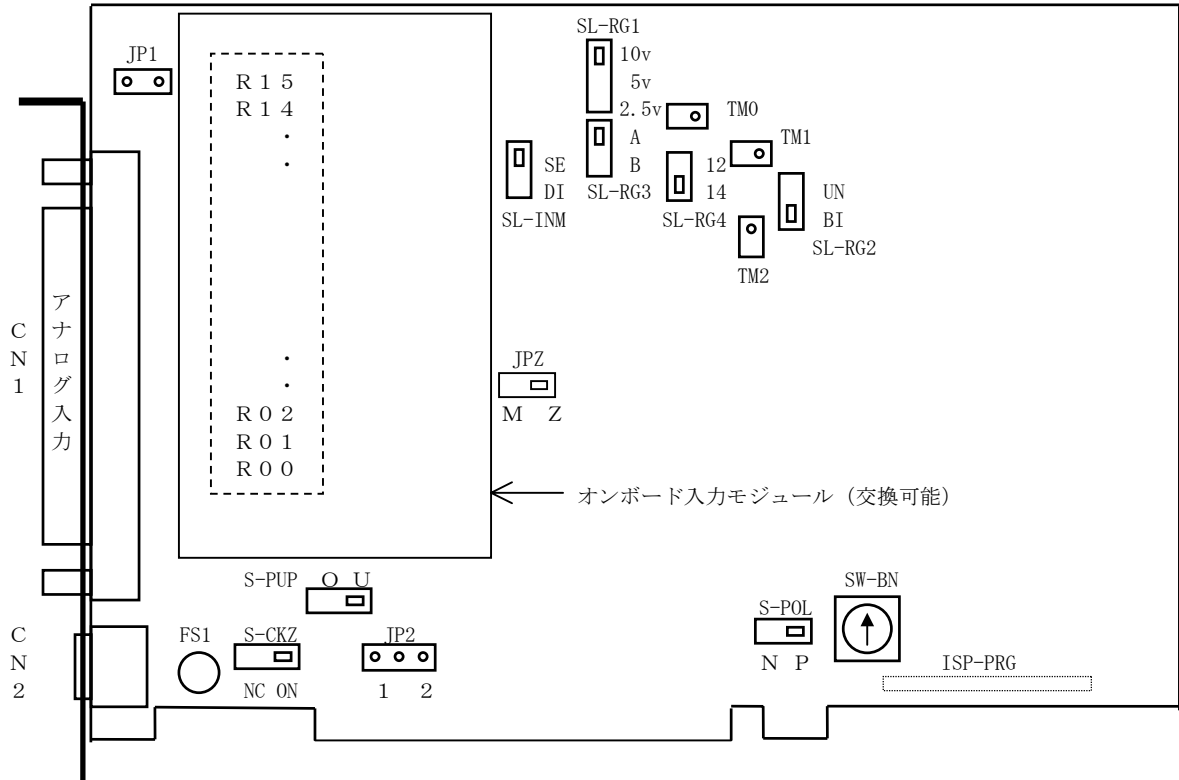 SL-RG1
JP1
10v
5v
2.5v
R15
R14
・
・
TM0
A
B
SL-RG3
TM1
SE
DI
SL-INM
12
14
SL-RG4
UN
BI
SL-RG2
TM2
CN1
アナログ入力
・
・
R02
R01
R00
JPZ
M Z
オンボード入力モジュール（交換可能）
S-PUP O U
SW-BN
S-POL
N P
CN2
FS1
S-CKZ
NC ON
JP2
1 2
ISP-PRG